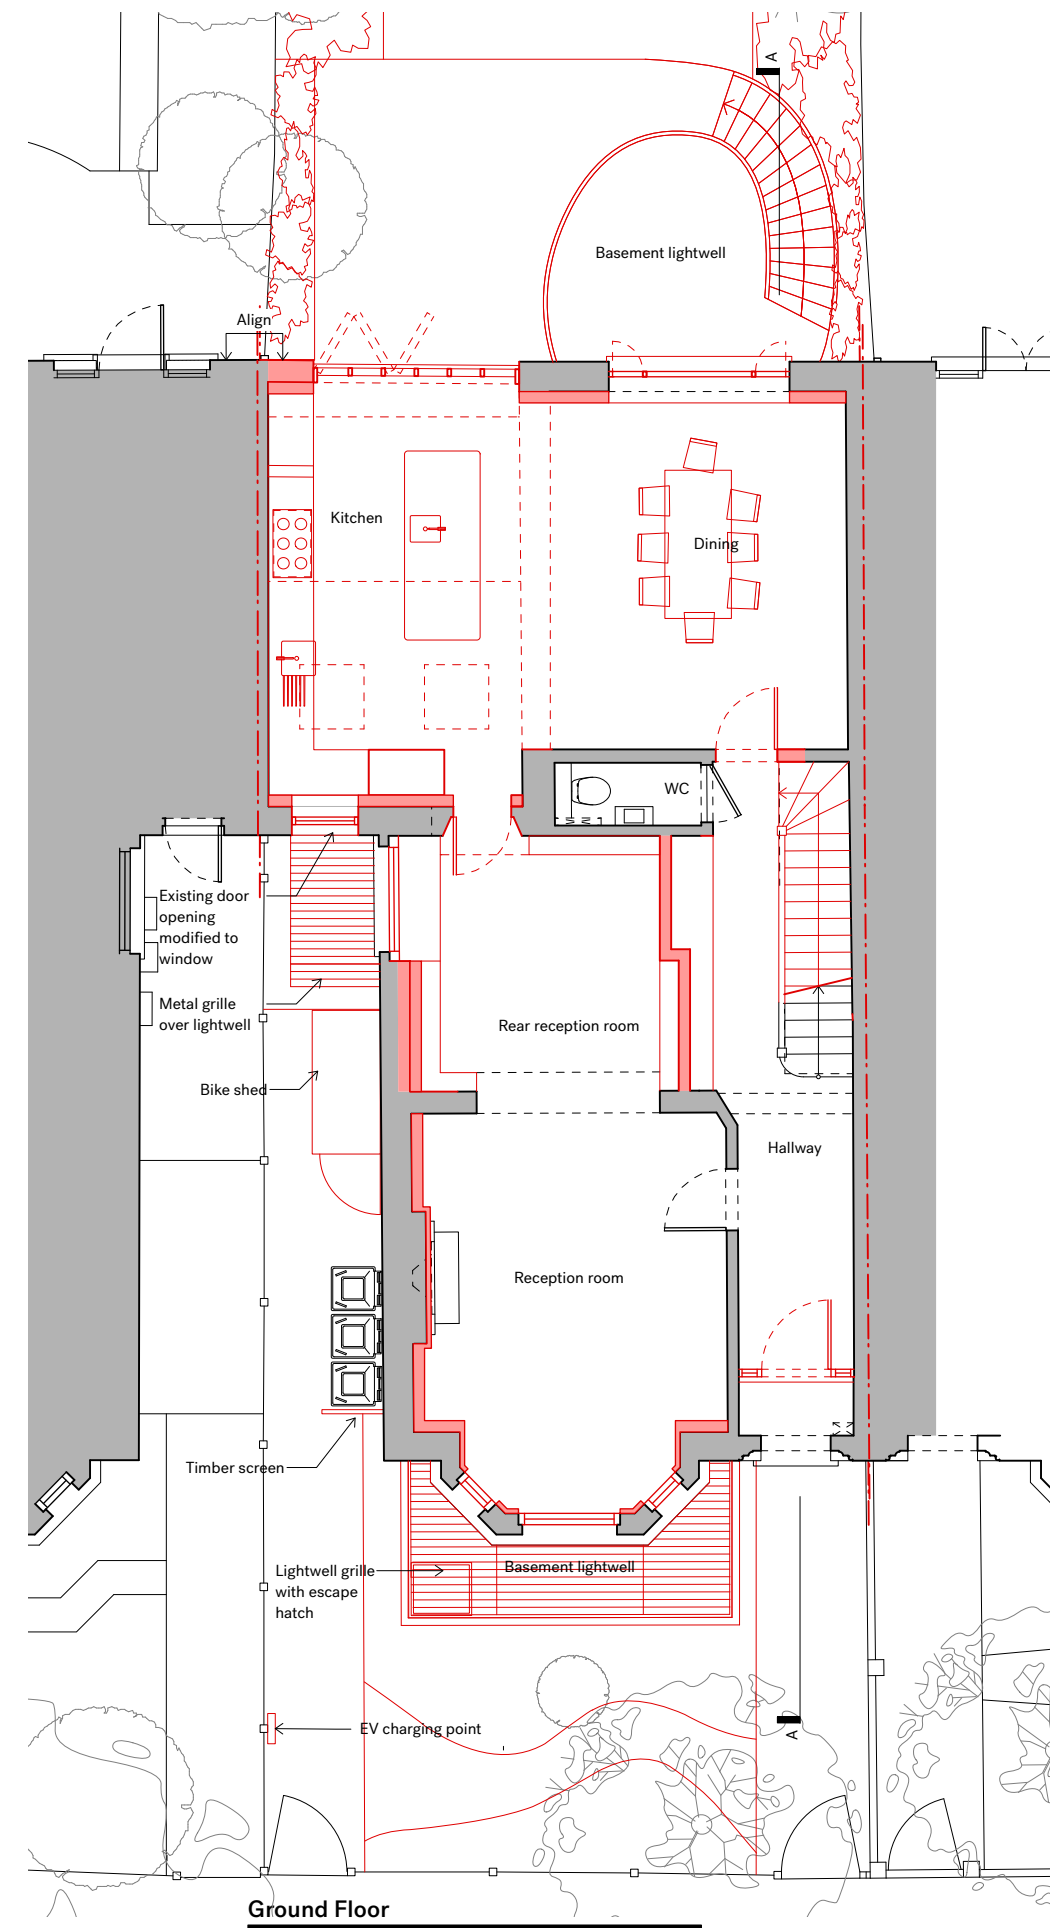 A
Basement lightwell
Align
Kitchen
Dining
WC
Existing door
opening
modified to
window
Metal grille
over lightwell
Rear reception room
Bike shed
Hallway
Reception room
Timber screen
Lightwell grille
with escape
hatch
Basement lightwell
EV charging point
A
Ground Floor